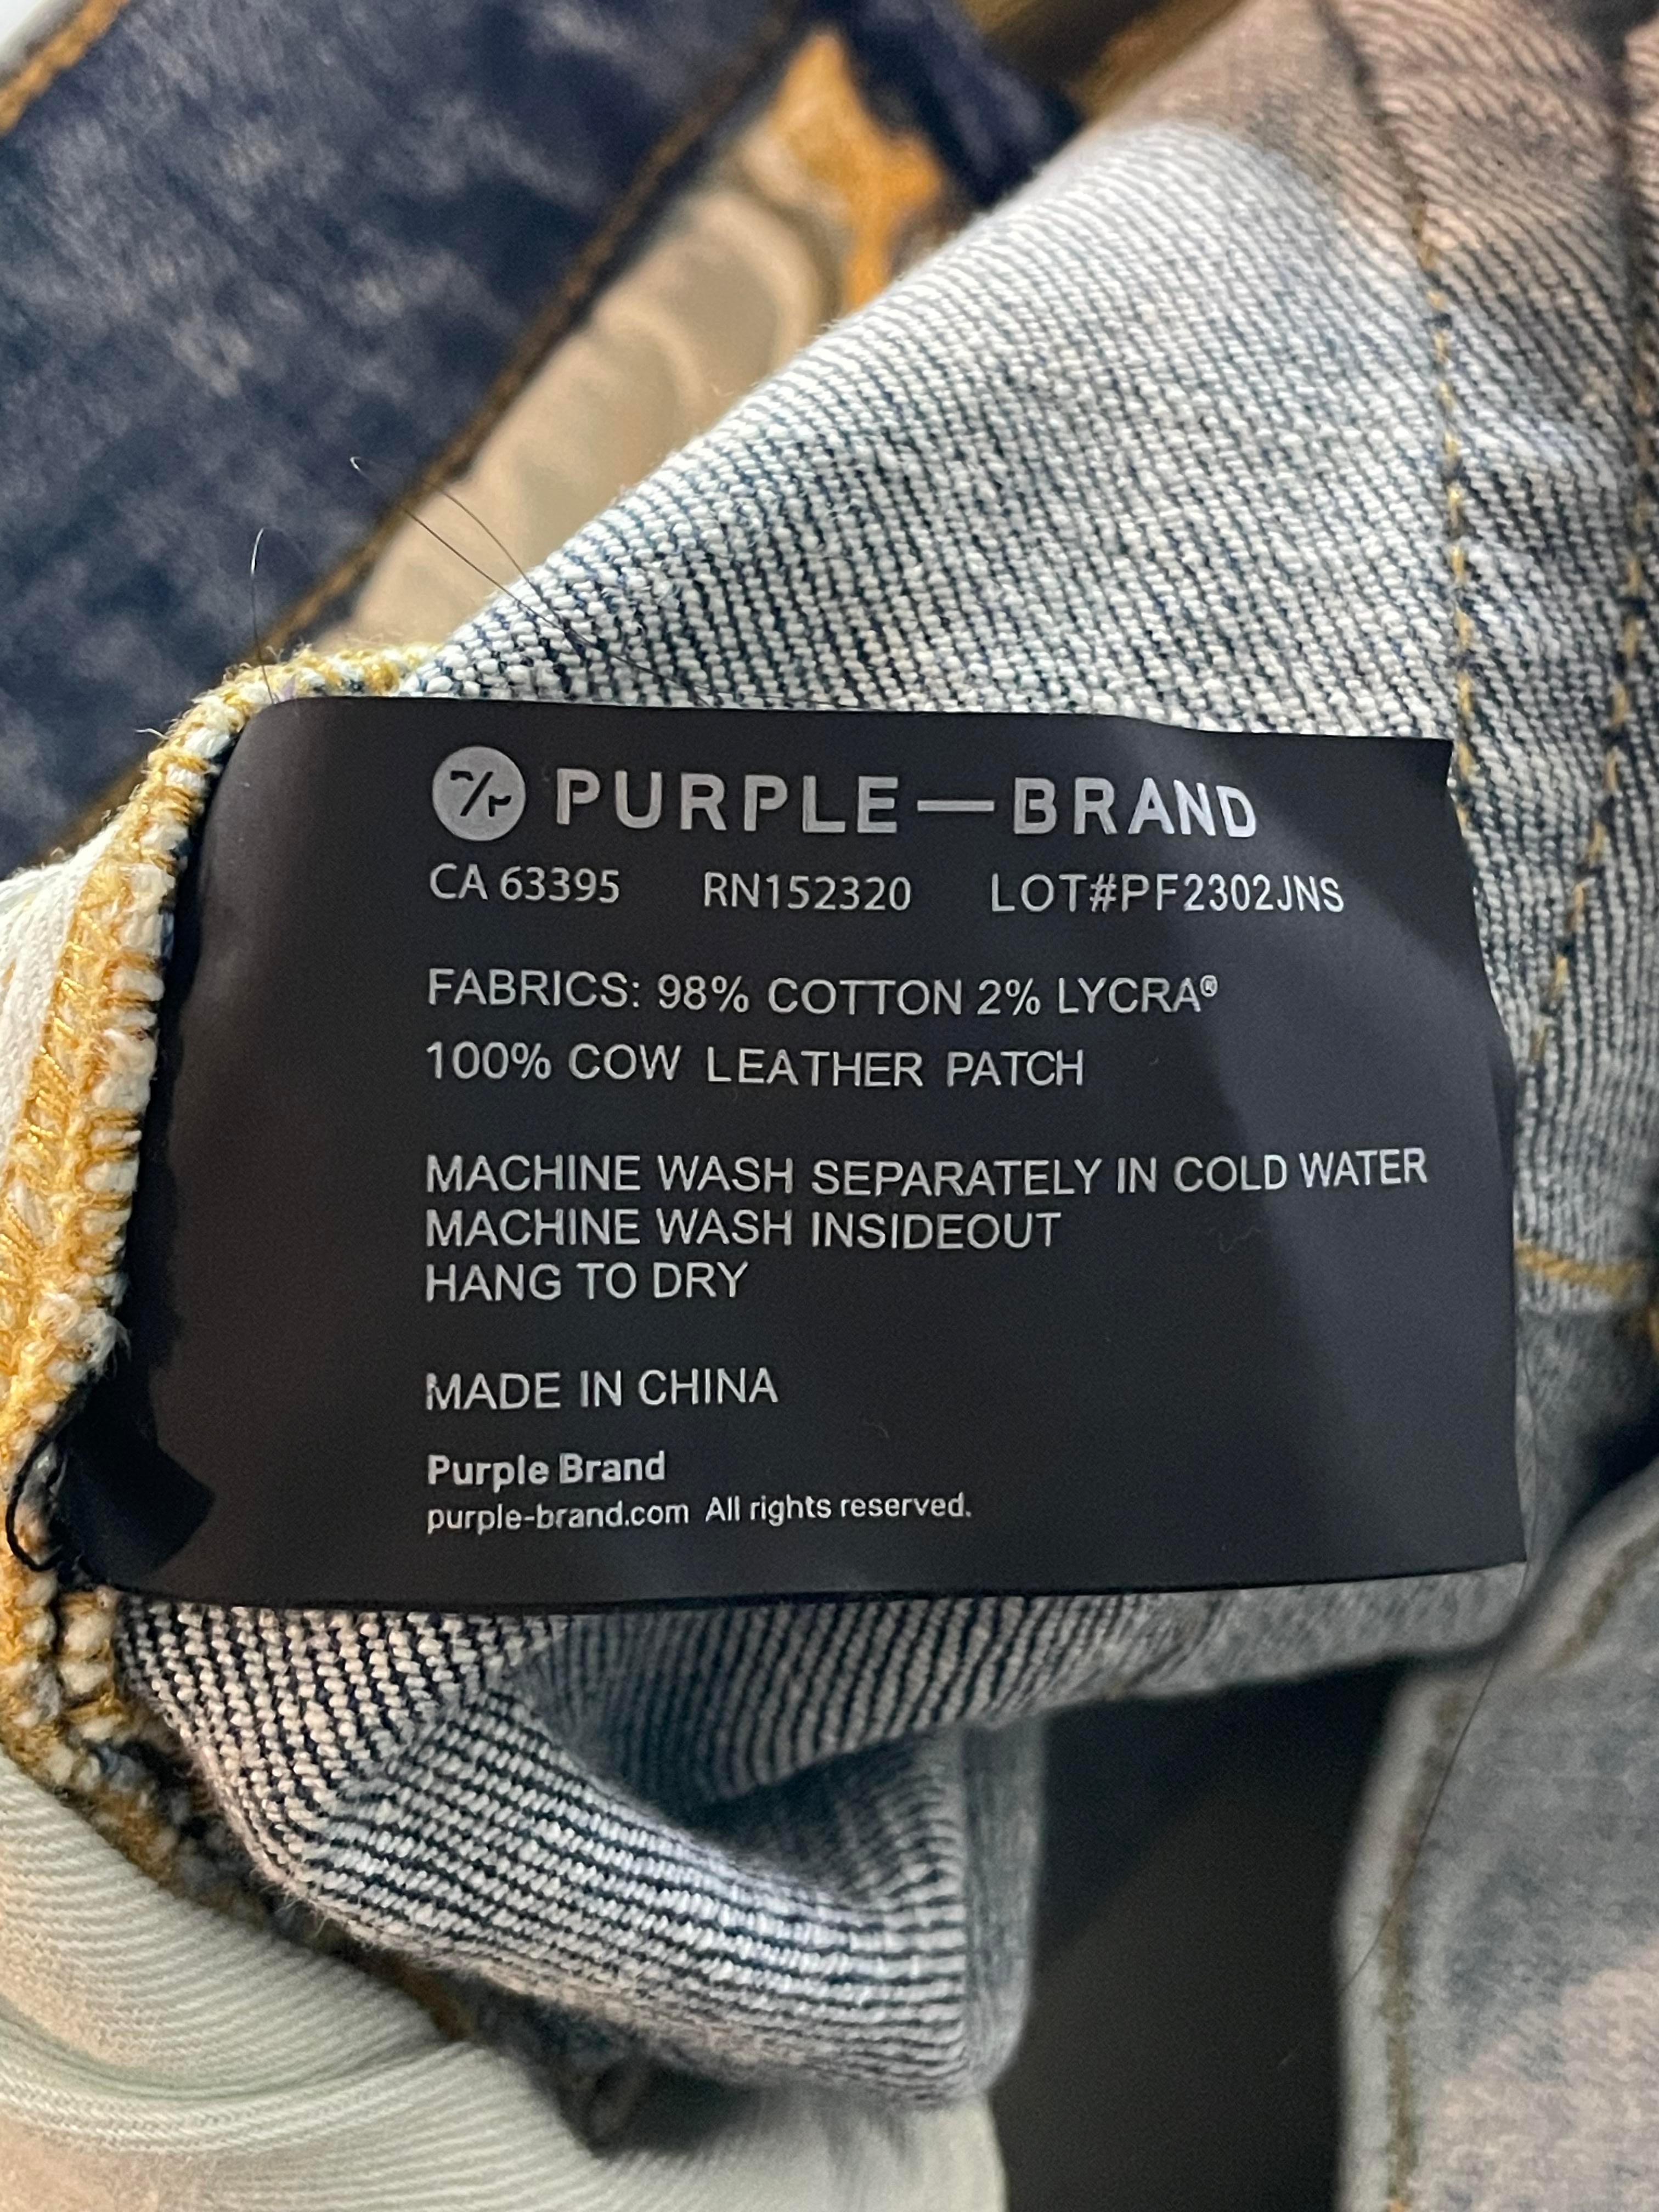 PURPLE—BRAND
CA 63395 RN152320 LOT#PF2302JNS
FABRICS: 98% COTTON 2% LYCRA®
100% COW LEATHER PATCH
MACHINE WASH SEPARATELY IN COLD WATER
MACHINE WASH INSIDEOUT
HANG TO DRY
MADE IN CHINA
Purple Brand
purple-brand.com All rights reserved.